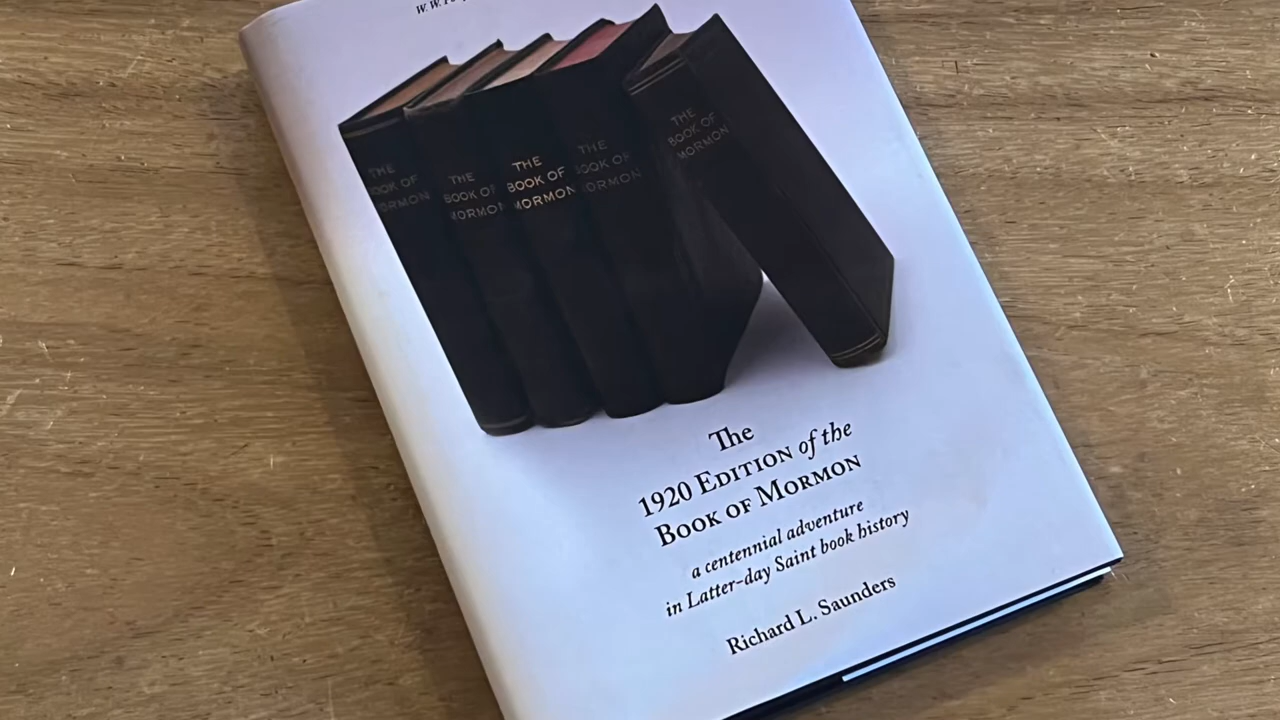 W. W.
THE
BOOK OF
MORMON
THE
BOOK OF
MORMON
THE
BOOK OF
MORMON
THE
BOOK OF
MORMON
THE
BOOK OF
MORMON
The
1920 Edition of the
Book of Mormon
a centennial adventure
in Latter-day Saint book history
Richard L. Saunders